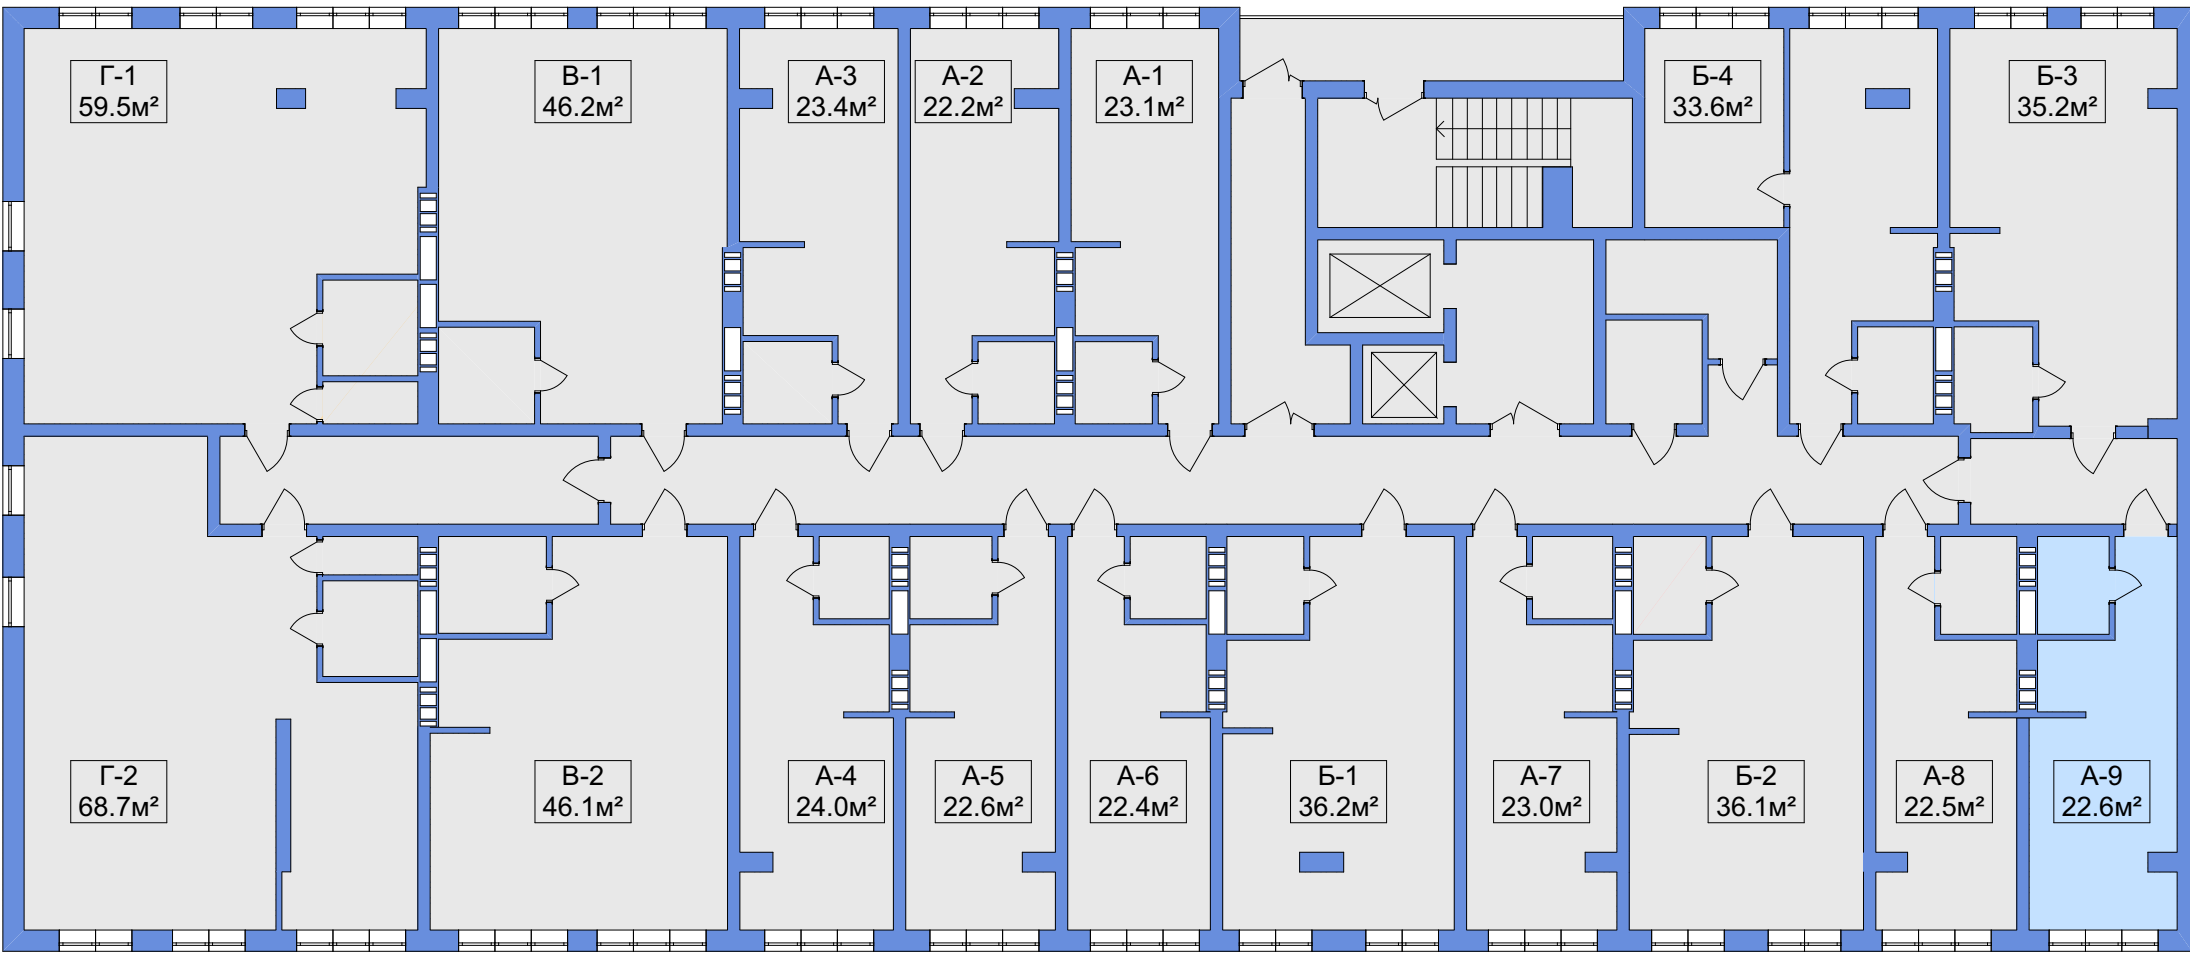 Г-1
59.5м²
В-1
46.2м²
А-3
23.4м²
А-2
22.2м²
А-1
23.1м²
Б-4
33.6м²
Б-3
35.2м²
Г-2
68.7м²
В-2
46.1м²
А-4
24.0м²
А-5
22.6м²
А-6
22.4м²
Б-1
36.2м²
А-7
23.0м²
Б-2
36.1м²
А-8
22.5м²
А-9
22.6м²